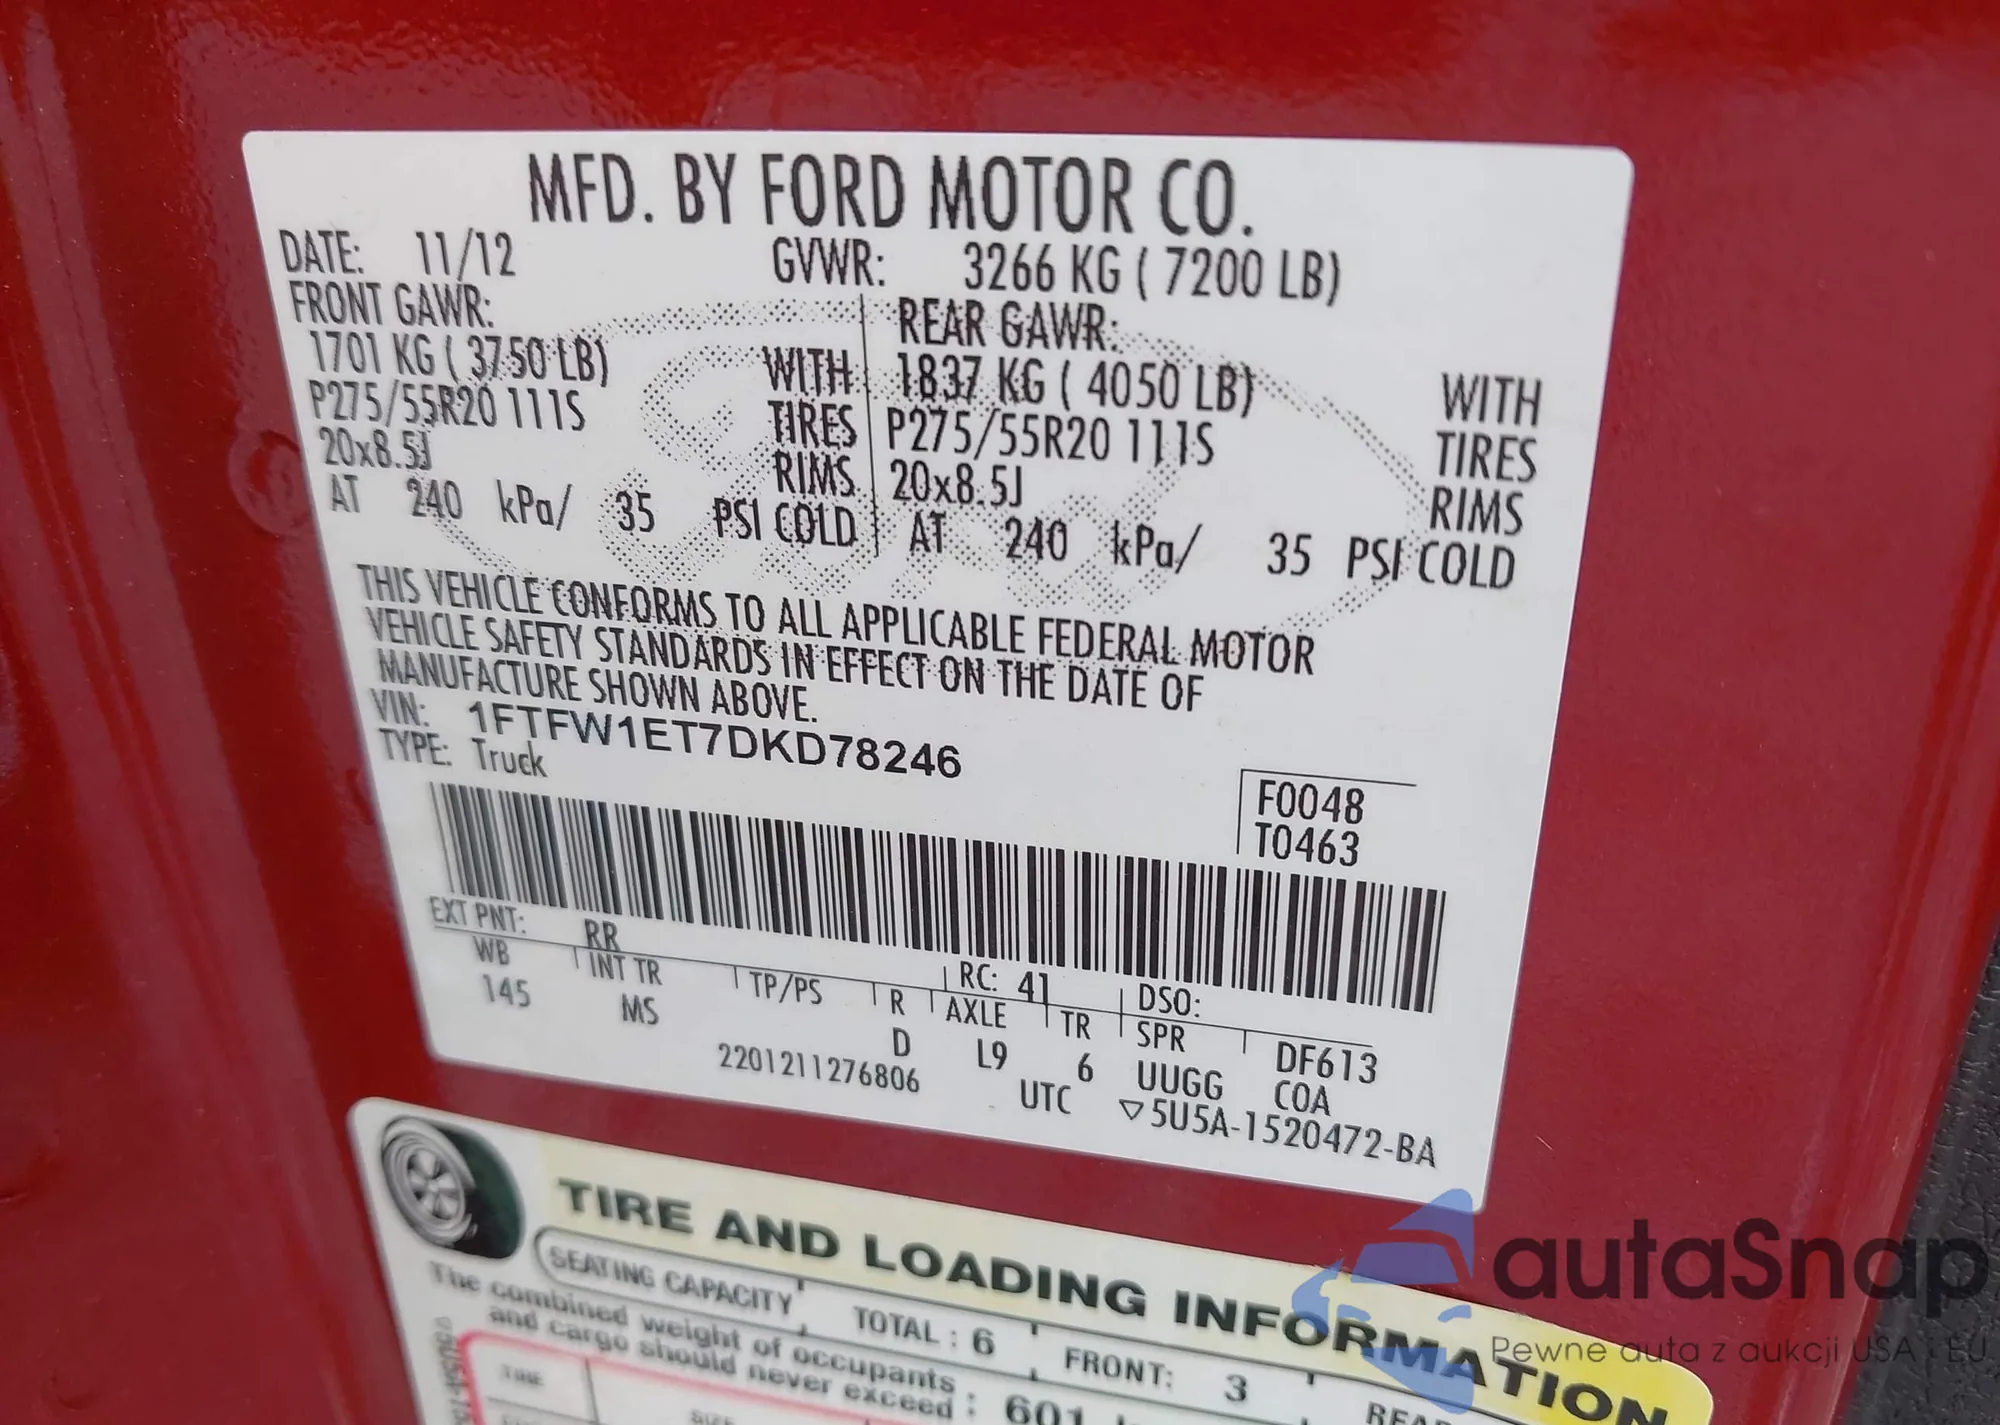 MFD. BY FORD MOTOR CO.
DATE: 11/12 GVWR: 3266 KG ( 7200 LB)
FRONT GAWR: REAR GAWR:
1701 KG ( 3750 LB) WITH 1837 KG ( 4050 LB) WITH
P275/55R20 111S TIRES P275/55R20 111S TIRES
20x8.5J RIMS 20x8.5J RIMS
AT 240 kPa/ 35 PSI COLD AT 240 kPa/ 35 PSI COLD
THIS VEHICLE CONFORMS TO ALL APPLICABLE FEDERAL MOTOR
VEHICLE SAFETY STANDARDS IN EFFECT ON THE DATE OF
MANUFACTURE SHOWN ABOVE.
VIN: 1FTFW1ET7DKD78246
TYPE: Truck
F0048
T0463
EXT PNT: RR RC: 41 DSO:
WB INT TR TP/PS R AXLE TR SPR DF613
145 MS D L9 6 UUGG COA
2201211276806 UTC ▽5U5A-1520472-BA
TIRE AND LOADING INFORMATION
SEATING CAPACITY TOTAL : 6 FRONT: 3 REAR
The combined weight of occupants
and cargo should never exceed : 601
TIRE
SIZE
autaSnap
Pewne auta z aukcji USA i EU